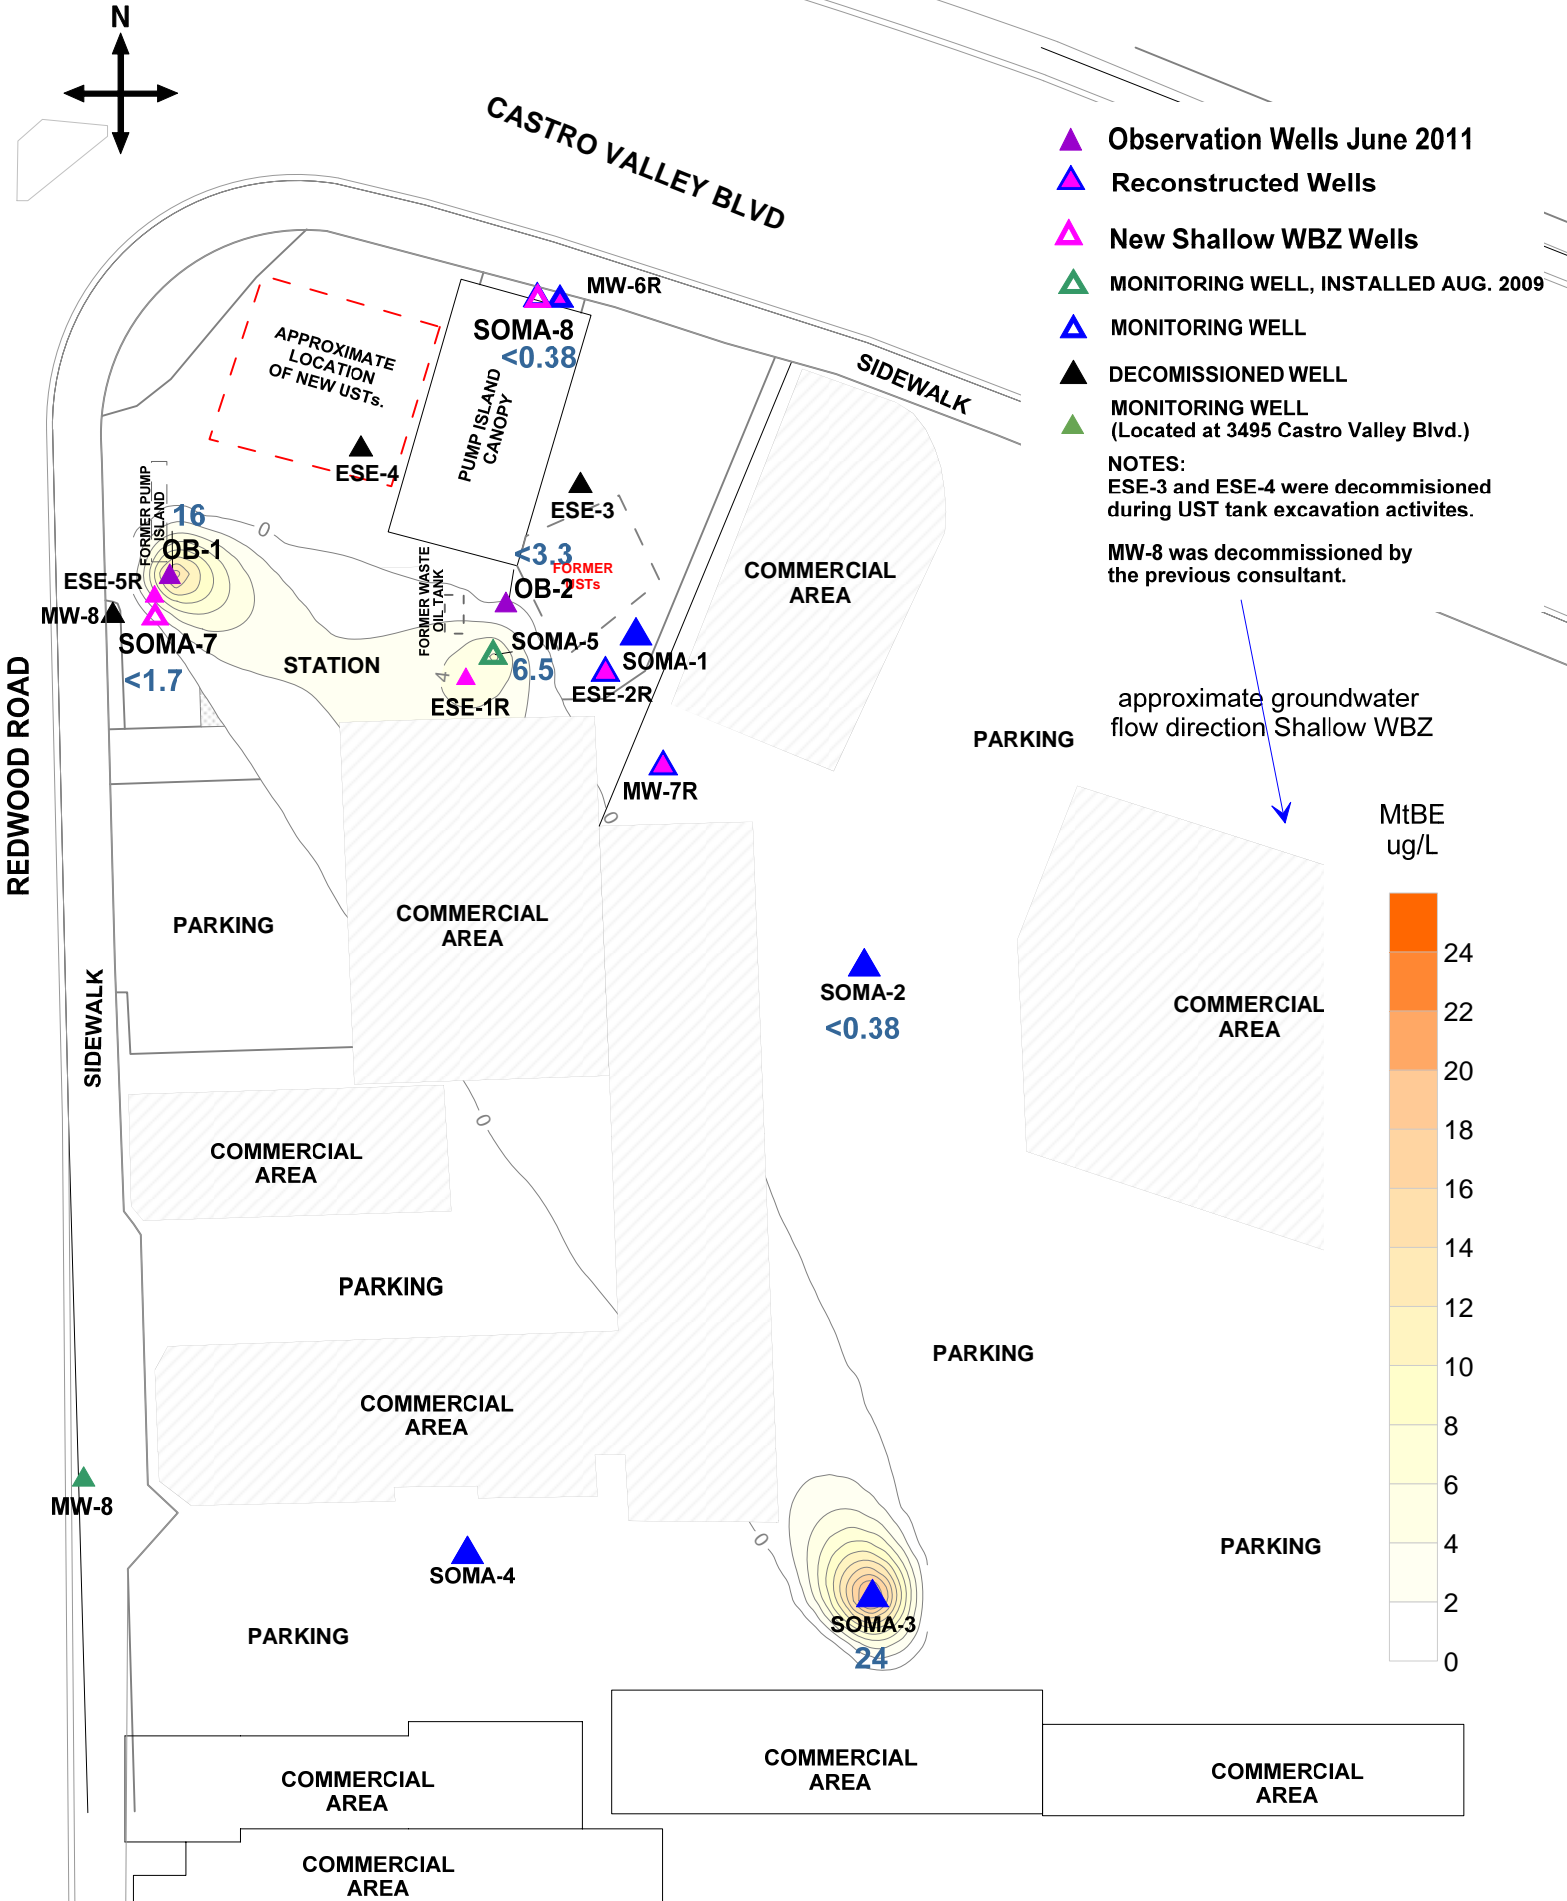 N
CASTRO VALLEY BLVD
Observation Wells June 2011
Reconstructed Wells
New Shallow WBZ Wells
MONITORING WELL, INSTALLED AUG. 2009
MONITORING WELL
DECOMISSIONED WELL
MONITORING WELL
(Located at 3495 Castro Valley Blvd.)
NOTES:
ESE-3 and ESE-4 were decommisioned
during UST tank excavation activites.
MW-8 was decommissioned by
the previous consultant.
approximate groundwater
flow direction Shallow WBZ
MW-6R
SOMA-8
<0.38
SIDEWALK
APPROXIMATE
LOCATION
OF NEW USTs.
PUMP ISLAND
CANOPY
ESE-4
ESE-3
FORMER PUMP
ISLAND
16
OB-1
0
<3.3
FORMER
USTs
OB-2
FORMER WASTE
OIL TANK
ESE-5R
MW-8
SOMA-7
<1.7
STATION
SOMA-5
6.5
4
ESE-1R
SOMA-1
ESE-2R
COMMERCIAL
AREA
MW-7R
0
PARKING
REDWOOD ROAD
SIDEWALK
PARKING
COMMERCIAL
AREA
SOMA-2
<0.38
COMMERCIAL
AREA
MtBE
ug/L
24
22
20
18
16
14
12
10
8
6
4
2
0
0
COMMERCIAL
AREA
PARKING
PARKING
COMMERCIAL
AREA
MW-8
SOMA-4
0
PARKING
SOMA-3
24
PARKING
COMMERCIAL
AREA
COMMERCIAL
AREA
COMMERCIAL
AREA
COMMERCIAL
AREA